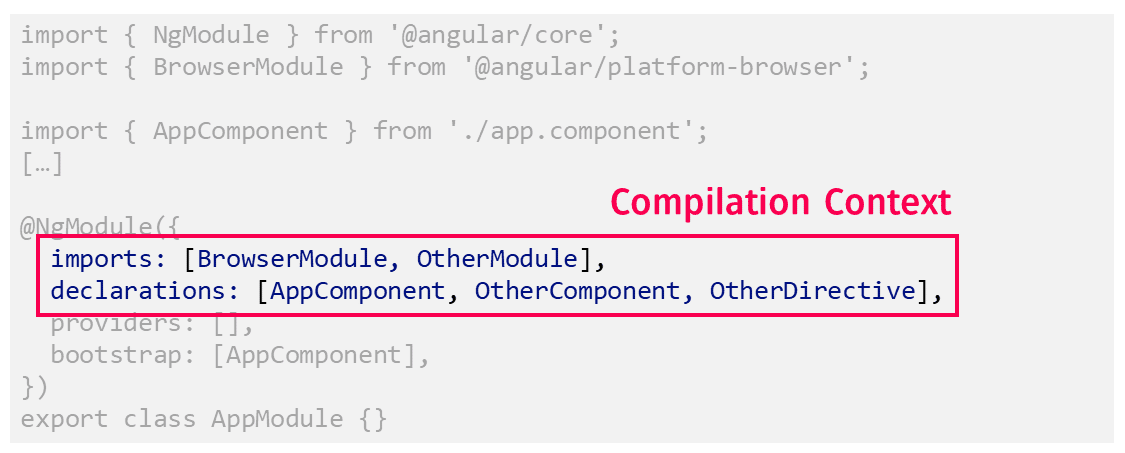 import { NgModule } from '@angular/core';
import { BrowserModule } from '@angular/platform-browser';
import { AppComponent } from './app.component';
[…]
Compilation Context
@NgModule({
imports: [BrowserModule, OtherModule],
declarations: [AppComponent, OtherComponent, OtherDirective],
providers: [],
bootstrap: [AppComponent],
})
export class AppModule {}